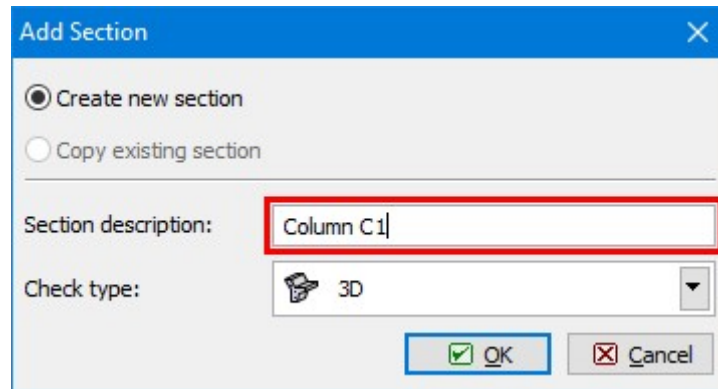 Add Section
Create new section
Copy existing section
Section description: Column C1
Check type: 3D
OK Cancel